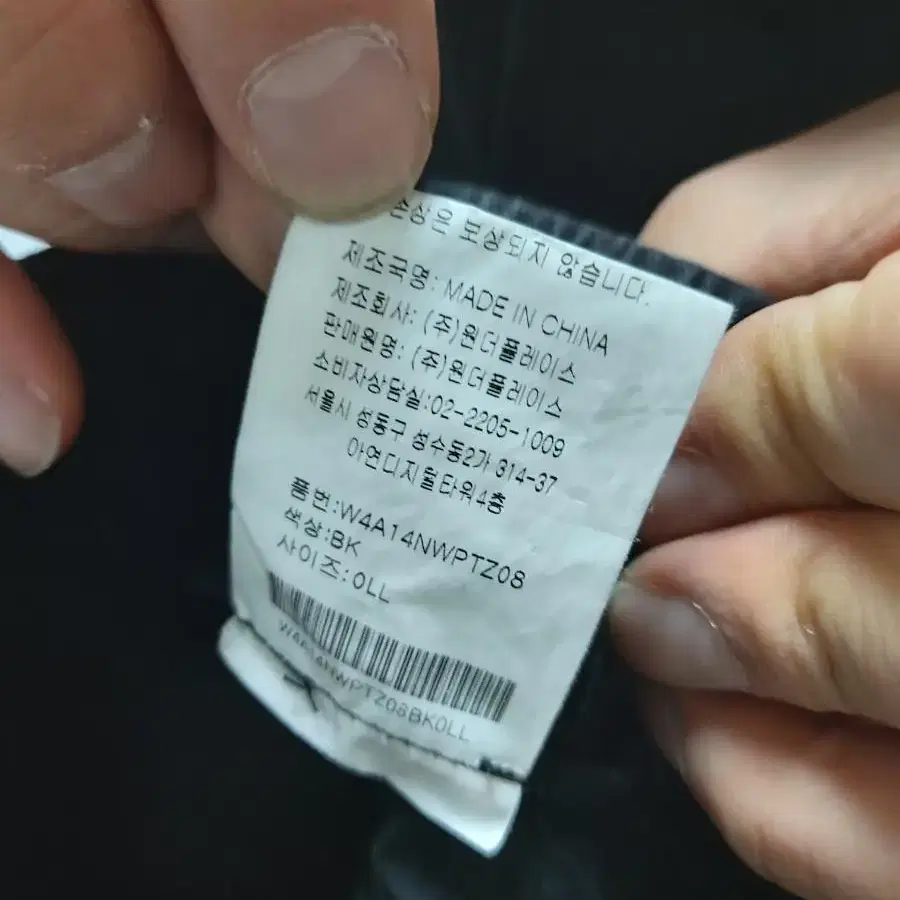 손상은 보상되지 않습니다.
제조국명: MADE IN CHINA
제조회사: (주)원더플레이스
판매원명: (주)원더플레이스
소비자상담실:02-2205-1009
서울시 성동구 성수동2가 314-37
아연디지털타워4층
품번:W4A14NWPTZ08
색상:BK
사이즈:0LL
W4A14NWPTZ08BK0LL